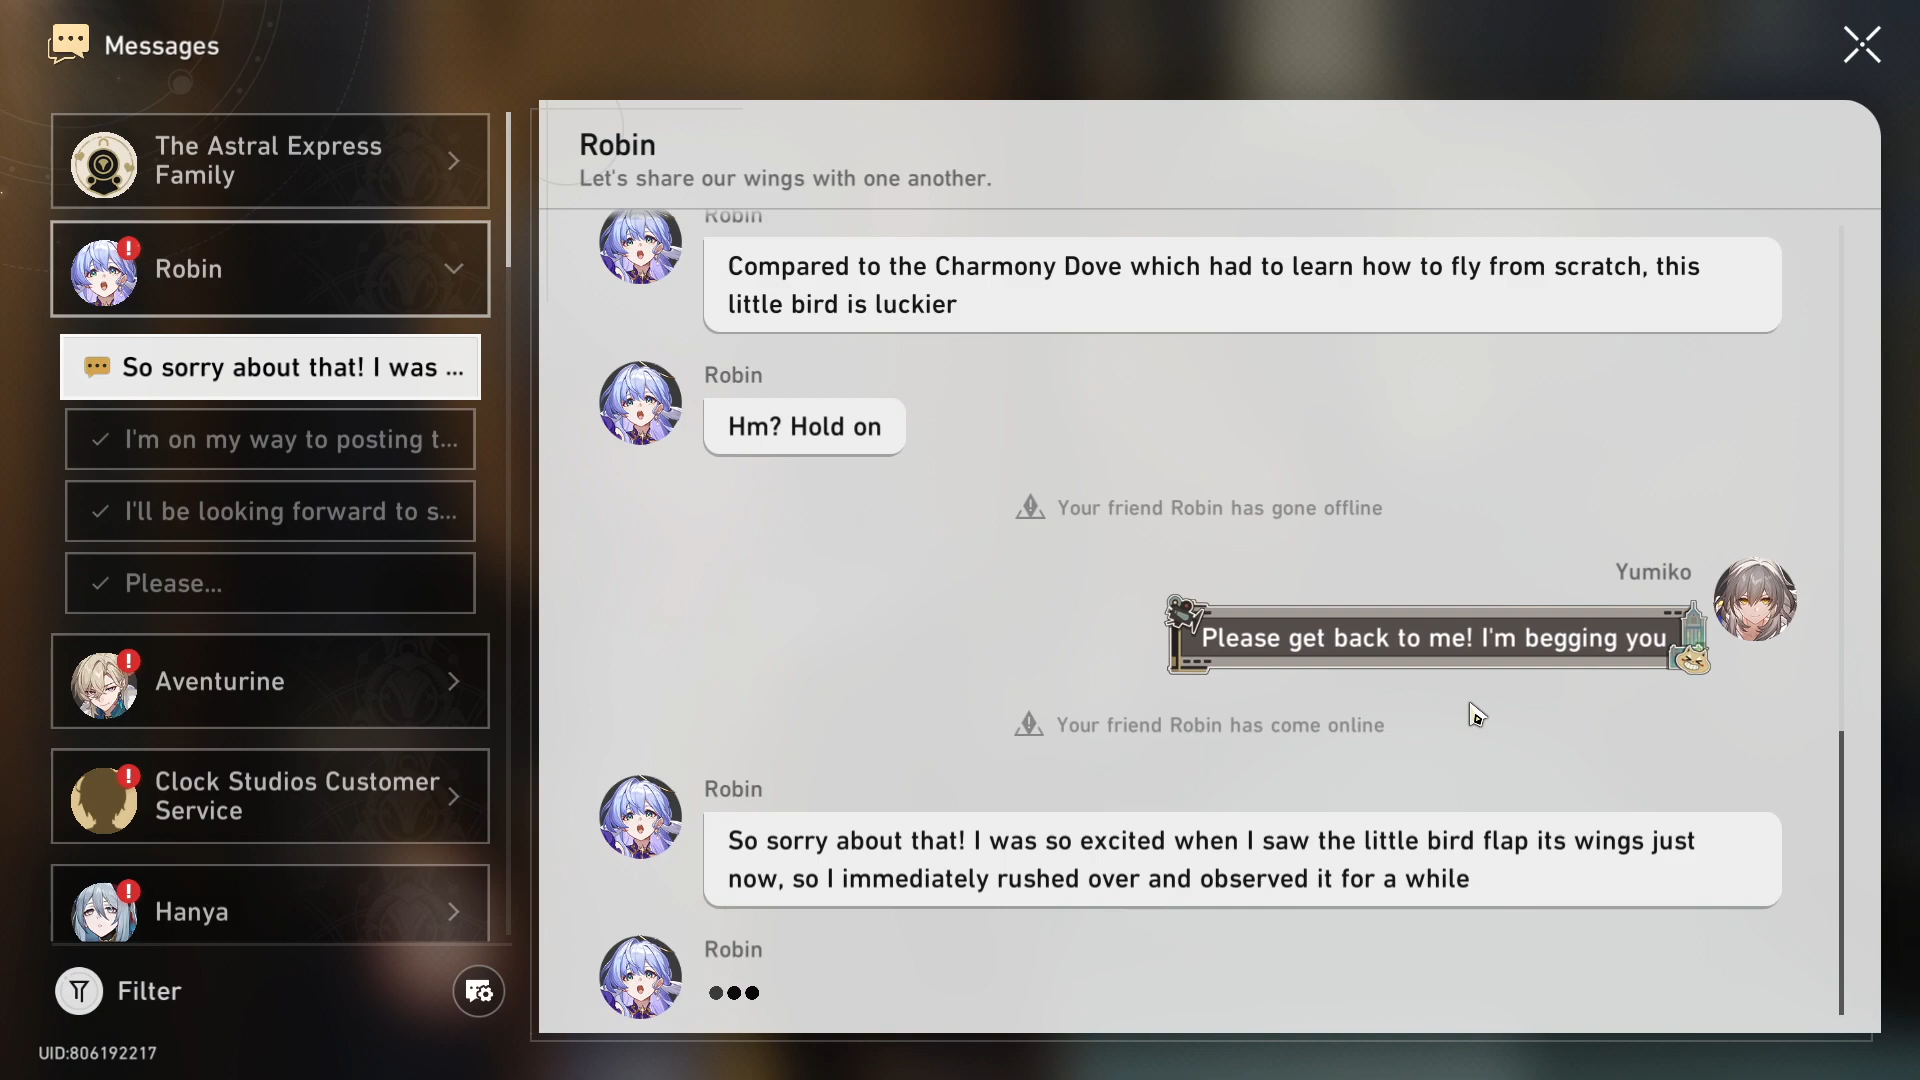 Messages
The Astral Express
Family
Robin
So sorry about that! I was ...
I'm on my way to posting t...
I'll be looking forward to s...
Please...
Aventurine
Clock Studios Customer
Service
Hanya
Filter
UID:806192217
Robin
Let's share our wings with one another.
Robin
Compared to the Charmony Dove which had to learn how to fly from scratch, this
little bird is luckier
Robin
Hm? Hold on
Your friend Robin has gone offline
Yumiko
Please get back to me! I'm begging you
Your friend Robin has come online
Robin
So sorry about that! I was so excited when I saw the little bird flap its wings just
now, so I immediately rushed over and observed it for a while
Robin